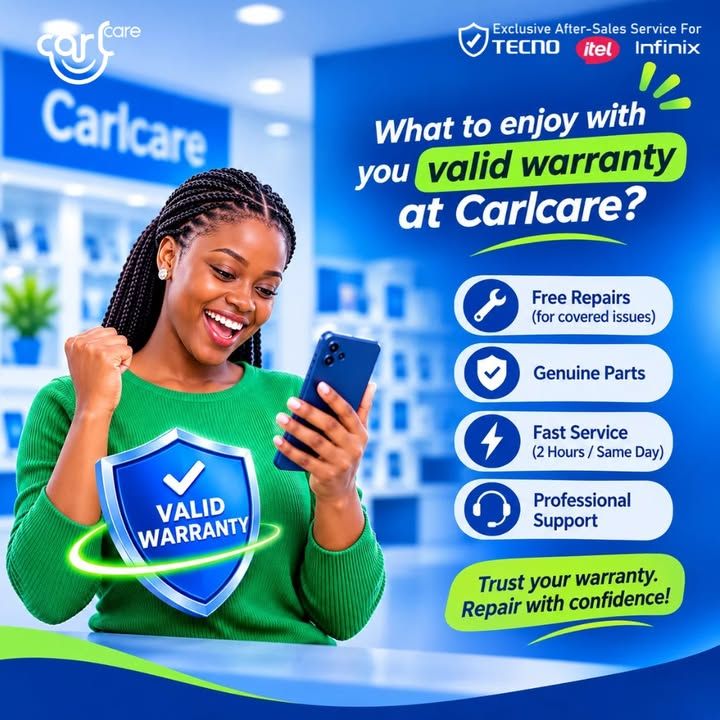 carlcare
Exclusive After-Sales Service For
TECNO itel Infinix
Carlcare
What to enjoy with
you valid warranty
at Carlcare?
Free Repairs
(for covered issues)
Genuine Parts
Fast Service
(2 Hours / Same Day)
Professional
Support
VALID
WARRANTY
Trust your warranty.
Repair with confidence!